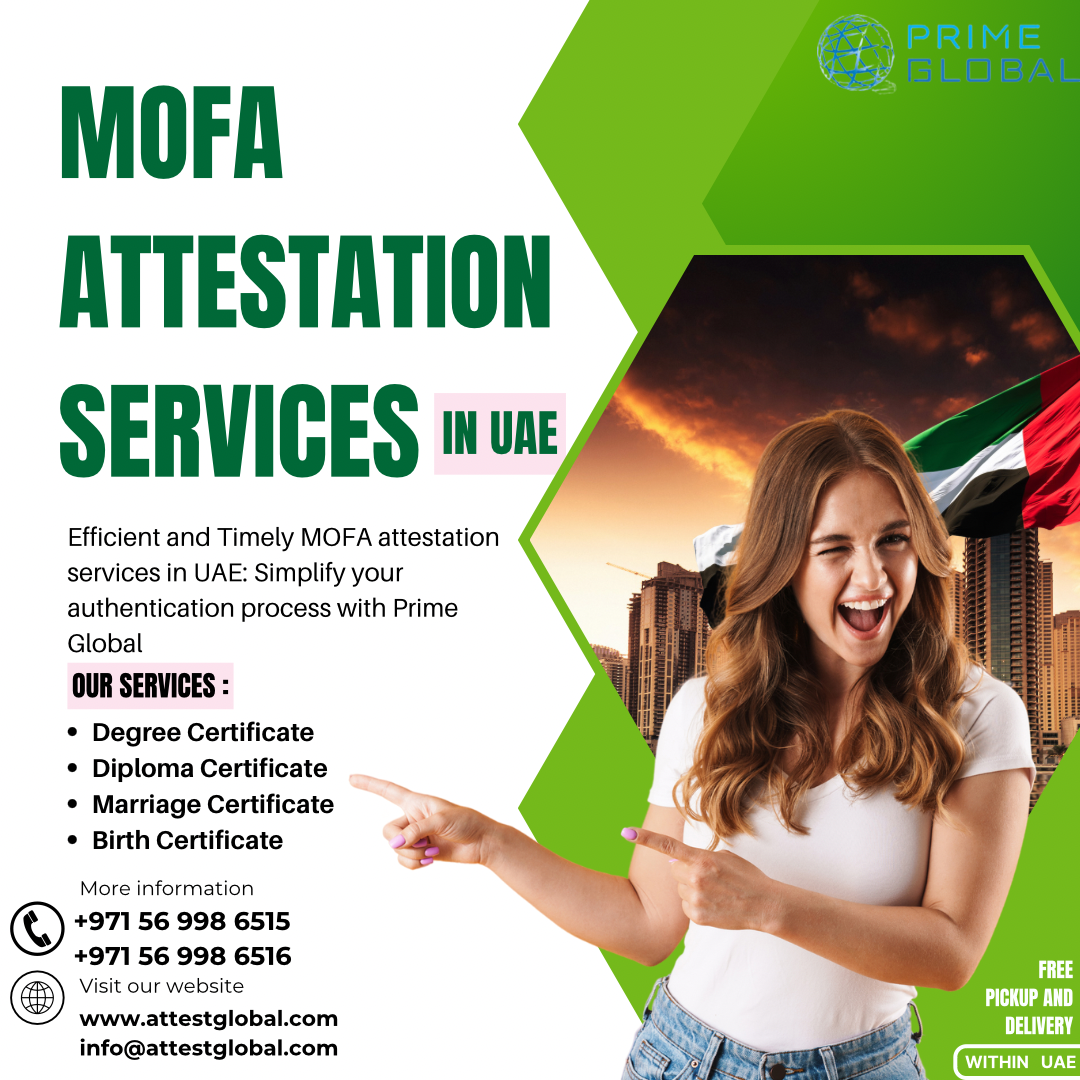 PRIME
GLOBAL
MOFA
ATTESTATION
SERVICES IN UAE
Efficient and Timely MOFA attestation
services in UAE: Simplify your
authentication process with Prime
Global
OUR SERVICES :
• Degree Certificate
• Diploma Certificate
• Marriage Certificate
• Birth Certificate
More information
+971 56 998 6515
+971 56 998 6516
Visit our website
www.attestglobal.com
info@attestglobal.com
FREE
PICKUP AND
DELIVERY
WITHIN UAE